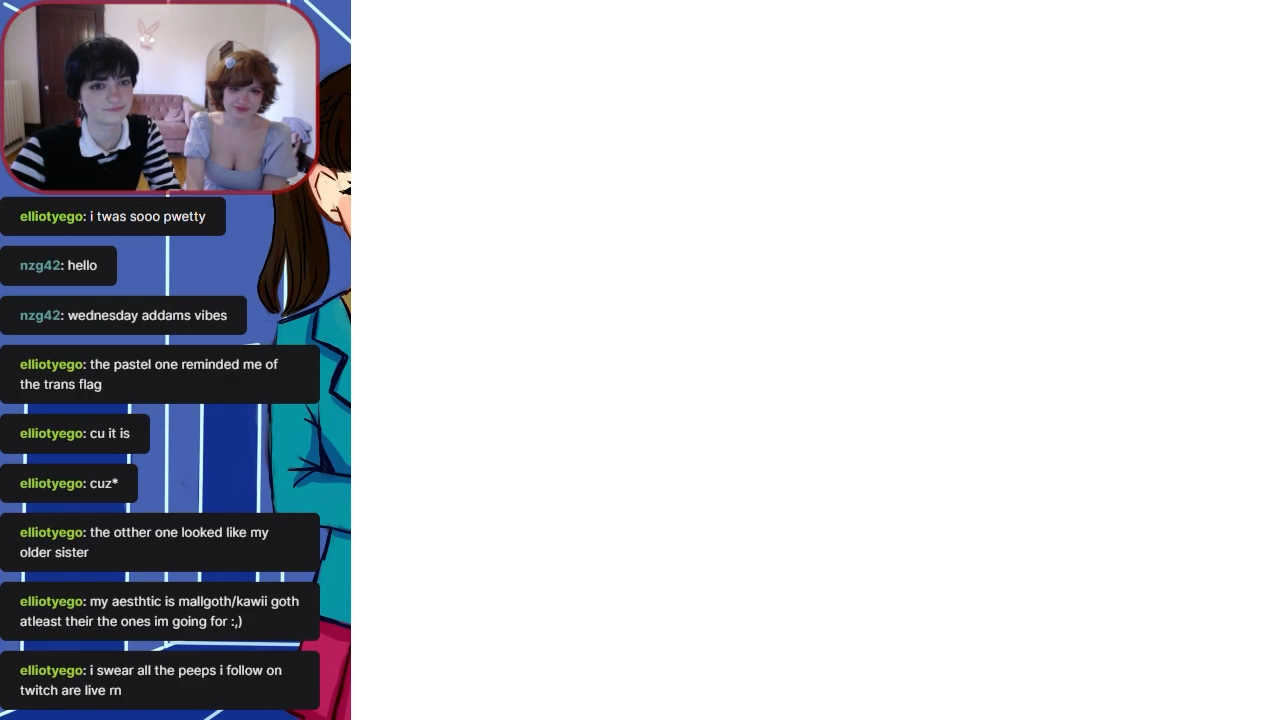 elliotyego: i twas sooo pwetty
nzg42: hello
nzg42: wednesday addams vibes
elliotyego: the pastel one reminded me of
the trans flag
elliotyego: cu it is
elliotyego: cuz*
elliotyego: the otther one looked like my
older sister
elliotyego: my aesthtic is mallgoth/kawii goth
atleast their the ones im going for :,)
elliotyego: i swear all the peeps i follow on
twitch are live rn